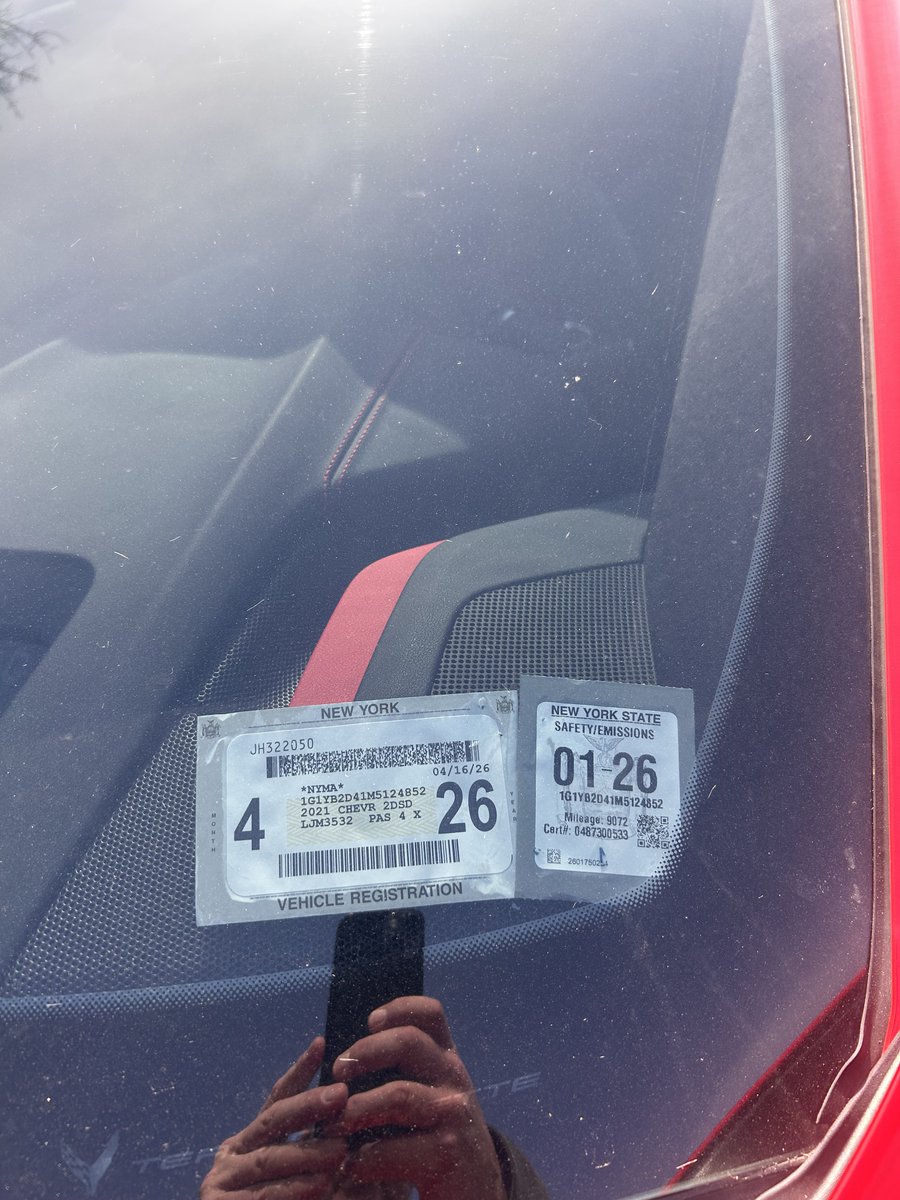 NEW YORK
JH322050
04/16/26
*NYMA*
1G1YB2D41M5124852
2021 CHEVR 2DSD
LJM3532 PAS 4 X
MONTH
4
26
YEAR
VEHICLE REGISTRATION
NEW YORK STATE
SAFETY/EMISSIONS
01-26
1G1YB2D41M5124852
Mileage: 9072
Cert#: 0487300533